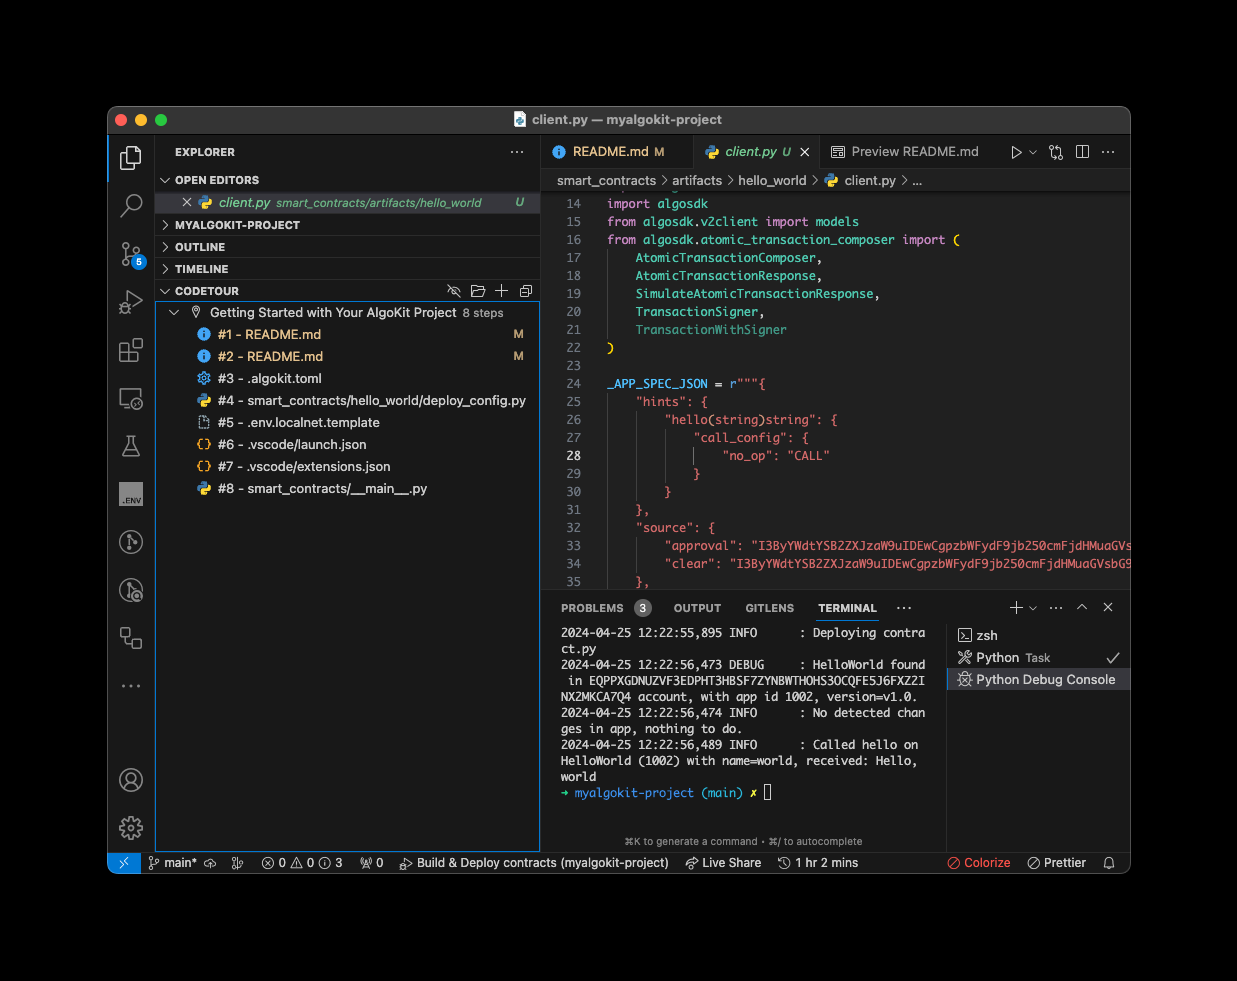 client.py — myalgokit-project
EXPLORER
OPEN EDITORS
client.py smart_contracts/artifacts/hello_world U
MYALGOKIT-PROJECT
OUTLINE
TIMELINE
CODETOUR
Getting Started with Your AlgoKit Project 8 steps
#1 - README.md M
#2 - README.md M
#3 - .algokit.toml
#4 - smart_contracts/hello_world/deploy_config.py
#5 - .env.localnet.template
#6 - .vscode/launch.json
#7 - .vscode/extensions.json
#8 - smart_contracts/__main__.py
5
.ENV
README.md M
client.py U
Preview README.md
smart_contracts > artifacts > hello_world > client.py > ...
14 import algosdk
15 from algosdk.v2client import models
16 from algosdk.atomic_transaction_composer import (
17 AtomicTransactionComposer,
18 AtomicTransactionResponse,
19 SimulateAtomicTransactionResponse,
20 TransactionSigner,
21 TransactionWithSigner
22 )
23
24 _APP_SPEC_JSON = r"""{
25 "hints": {
26 "hello(string)string": {
27 "call_config": {
28 "no_op": "CALL"
29 }
30 }
31 },
32 "source": {
33 "approval": "I3ByYWdtYSB2ZXJzaW9uIDEwCgpzbWFydF9jb250cmFjdHMuaGVs
34 "clear": "I3ByYWdtYSB2ZXJzaW9uIDEwCgpzbWFydF9jb250cmFjdHMuaGVsbG9
35 },
PROBLEMS 3 OUTPUT GITLENS TERMINAL ...
2024-04-25 12:22:55,895 INFO : Deploying contra
ct.py
2024-04-25 12:22:56,473 DEBUG : HelloWorld found
in EQPPXGDNUZVF3EDPHT3HBSF7ZYNBWTHOHS3OCQFE5J6FXZ2I
NX2MKCA7Q4 account, with app id 1002, version=v1.0.
2024-04-25 12:22:56,474 INFO : No detected chan
ges in app, nothing to do.
2024-04-25 12:22:56,489 INFO : Called hello on
HelloWorld (1002) with name=world, received: Hello,
world
➜ myalgokit-project (main) ✗
⌘K to generate a command • ⌘/ to autocomplete
zsh
Python Task
Python Debug Console
main* 0 0 3 0 Build & Deploy contracts (myalgokit-project) Live Share 1 hr 2 mins Colorize Prettier